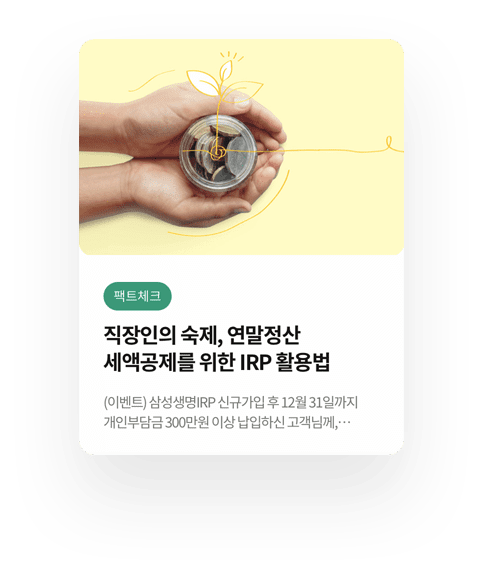 팩트체크
직장인의 숙제, 연말정산
세액공제를 위한 IRP 활용법
(이벤트) 삼성생명IRP 신규가입 후 12월 31일까지
개인부담금 300만원 이상 납입하신 고객님께,…